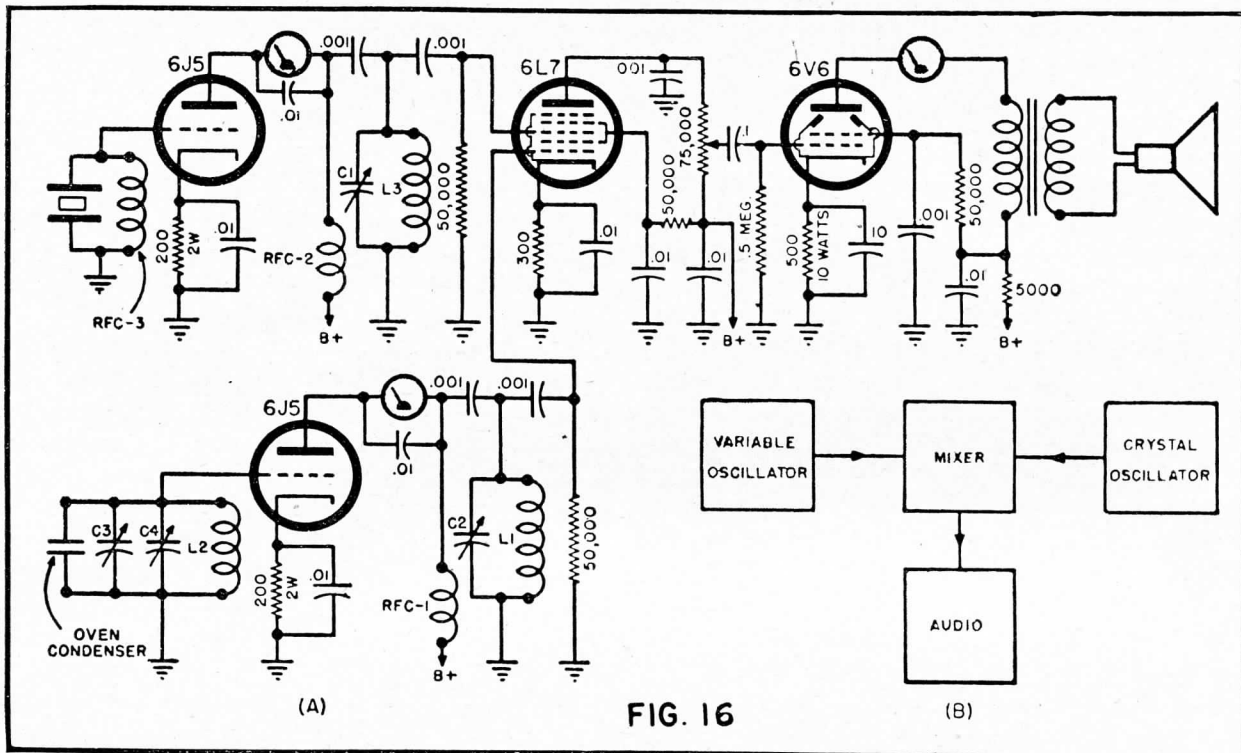 6J5
.001
.001
.01
200
2W
.01
RFC-3
RFC-2
B+
C1
L3
50,000
6L7
.001
75,000
.1
50,000
300
.01
.01
.01
B+
.5 MEG.
6V6
500
10 WATTS
10
.001
50,000
.01
5000
B+
6J5
.001
.001
.01
C3
C4
L2
200
2W
.01
RFC-1
B+
C2
L1
50,000
OVEN
CONDENSER
(A)
VARIABLE
OSCILLATOR
MIXER
CRYSTAL
OSCILLATOR
AUDIO
FIG. 16
(B)